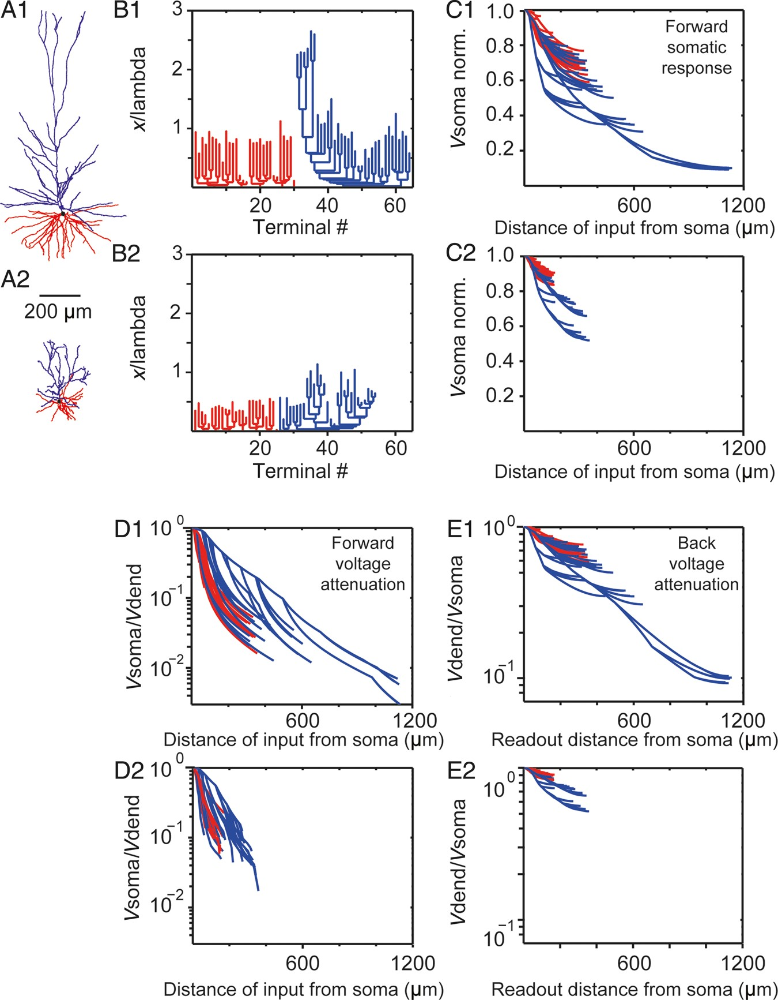 A1
B1
3
2
1
x/lambda
20 40 60
Terminal #
C1
1.0
0.8
0.6
0.4
0.2
Vsoma norm.
Forward
somatic
response
600 1200
Distance of input from soma (µm)
A2
200 µm
B2
3
2
1
x/lambda
20 40 60
Terminal #
C2
1.0
0.8
0.6
0.4
0.2
Vsoma norm.
600 1200
Distance of input from soma (µm)
D1
10⁰
10⁻¹
10⁻²
Vsoma/Vdend
Forward
voltage
attenuation
600 1200
Distance of input from soma (µm)
E1
10⁰
10⁻¹
Vdend/Vsoma
Back
voltage
attenuation
600 1200
Readout distance from soma (µm)
D2
10⁰
10⁻¹
10⁻²
Vsoma/Vdend
600 1200
Distance of input from soma (µm)
E2
10⁰
10⁻¹
Vdend/Vsoma
600 1200
Readout distance from soma (µm)